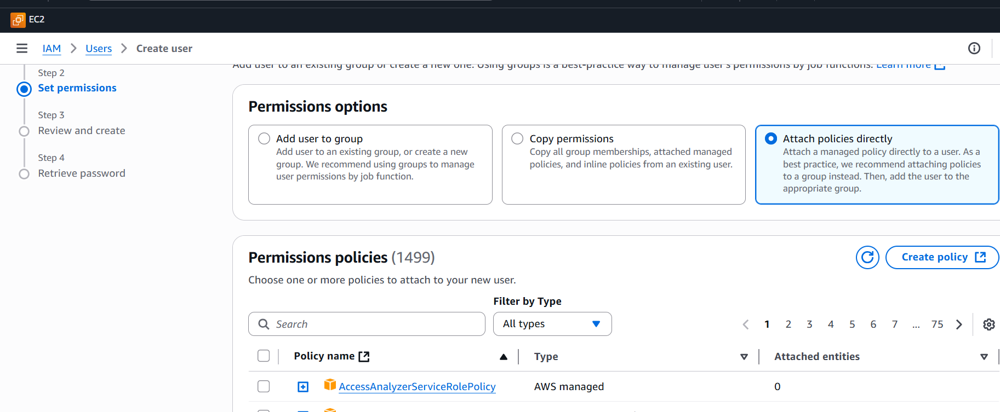 EC2
IAM
Users
Create user
Add user to an existing group or create a new one. Using groups is a best-practice way to manage user's permissions by job functions. Learn more
Step 2
Set permissions
Step 3
Review and create
Step 4
Retrieve password
Permissions options
Add user to group
Add user to an existing group, or create a new
group. We recommend using groups to manage
user permissions by job function.
Copy permissions
Copy all group memberships, attached managed
policies, and inline policies from an existing user.
Attach policies directly
Attach a managed policy directly to a user. As a
best practice, we recommend attaching policies
to a group instead. Then, add the user to the
appropriate group.
Permissions policies (1499)
Create policy
Choose one or more policies to attach to your new user.
Filter by Type
Search
All types
1 2 3 4 5 6 7 ... 75
Policy name
Type
Attached entities
AccessAnalyzerServiceRolePolicy
AWS managed
0